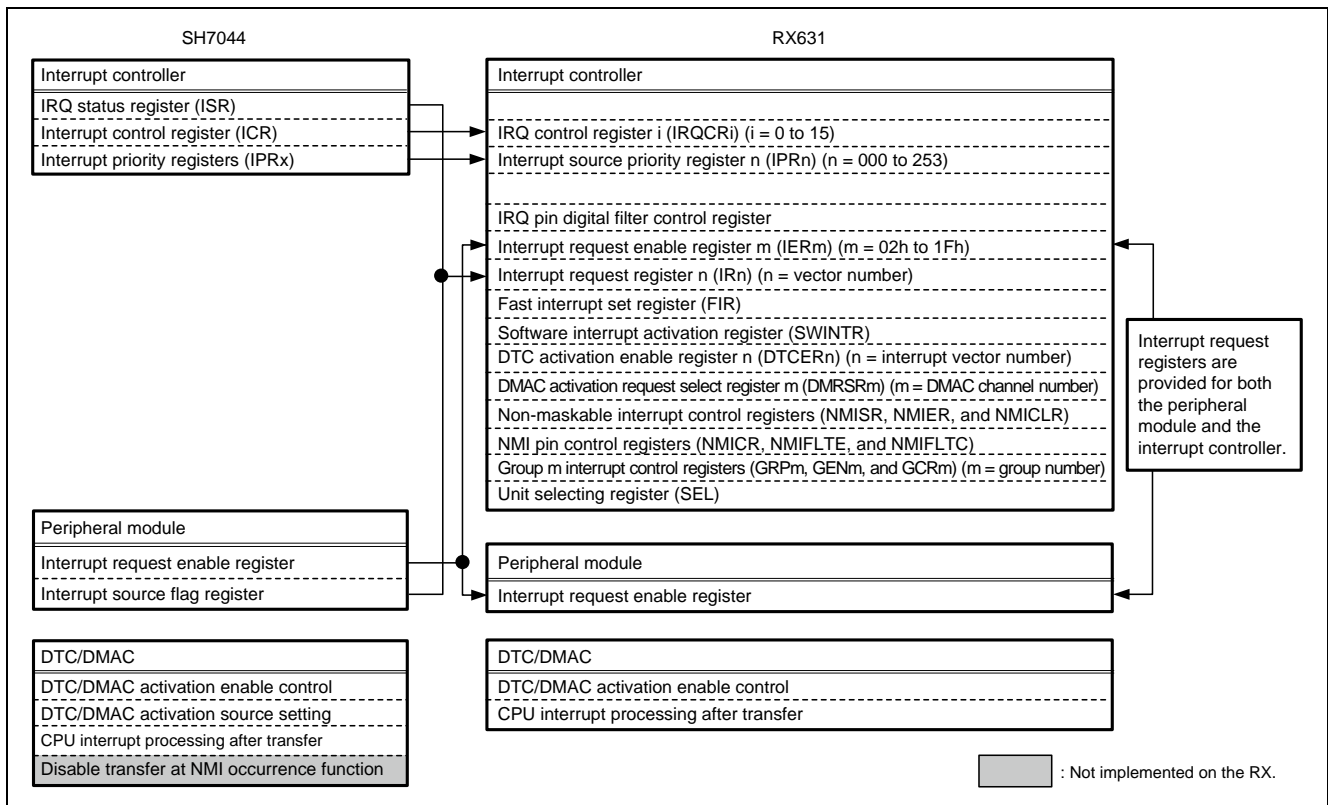 SH7044
Interrupt controller
IRQ status register (ISR)
Interrupt control register (ICR)
Interrupt priority registers (IPRx)
Peripheral module
Interrupt request enable register
Interrupt source flag register
DTC/DMAC
DTC/DMAC activation enable control
DTC/DMAC activation source setting
CPU interrupt processing after transfer
Disable transfer at NMI occurrence function
RX631
Interrupt controller
IRQ control register i (IRQCRi) (i = 0 to 15)
Interrupt source priority register n (IPRn) (n = 000 to 253)
IRQ pin digital filter control register
Interrupt request enable register m (IERm) (m = 02h to 1Fh)
Interrupt request register n (IRn) (n = vector number)
Fast interrupt set register (FIR)
Software interrupt activation register (SWINTR)
DTC activation enable register n (DTCERn) (n = interrupt vector number)
DMAC activation request select register m (DMRSRm) (m = DMAC channel number)
Non-maskable interrupt control registers (NMISR, NMIER, and NMICLR)
NMI pin control registers (NMICR, NMIFLTE, and NMIFLTC)
Group m interrupt control registers (GRPm, GENm, and GCRm) (m = group number)
Unit selecting register (SEL)
Peripheral module
Interrupt request enable register
DTC/DMAC
DTC/DMAC activation enable control
CPU interrupt processing after transfer
Interrupt request
registers are
provided for both
the peripheral
module and the
interrupt controller.
: Not implemented on the RX.